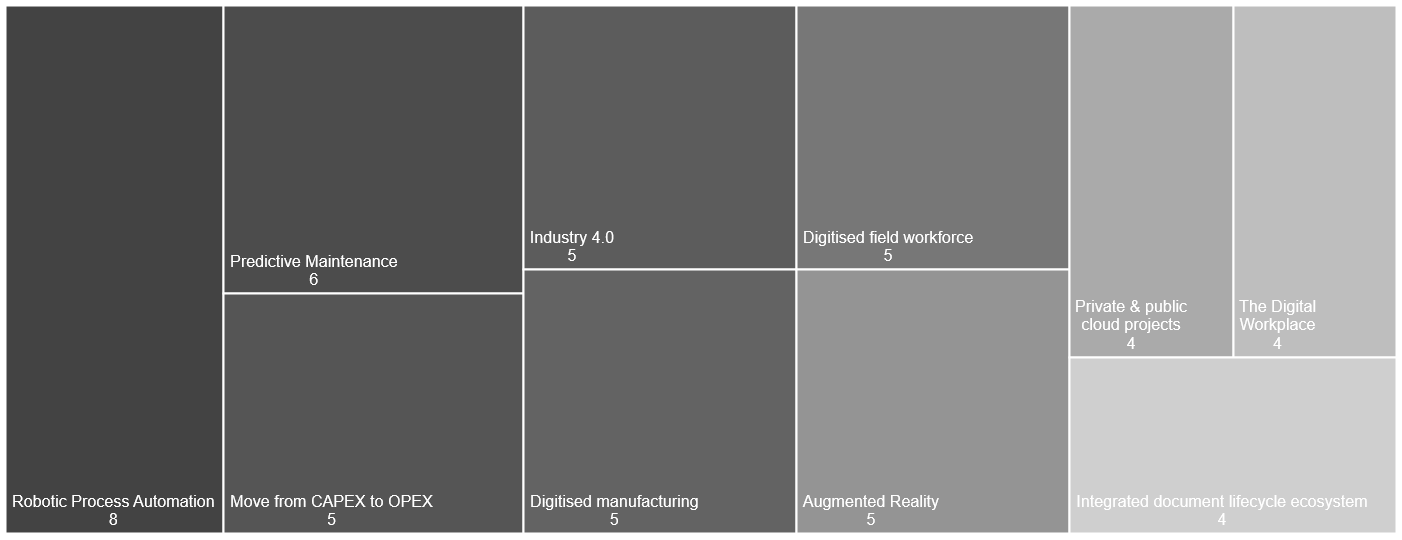 Robotic Process Automation
8
Predictive Maintenance
6
Move from CAPEX to OPEX
5
Industry 4.0
5
Digitised manufacturing
5
Digitised field workforce
5
Augmented Reality
5
Private & public
cloud projects
4
The Digital
Workplace
4
Integrated document lifecycle ecosystem
4